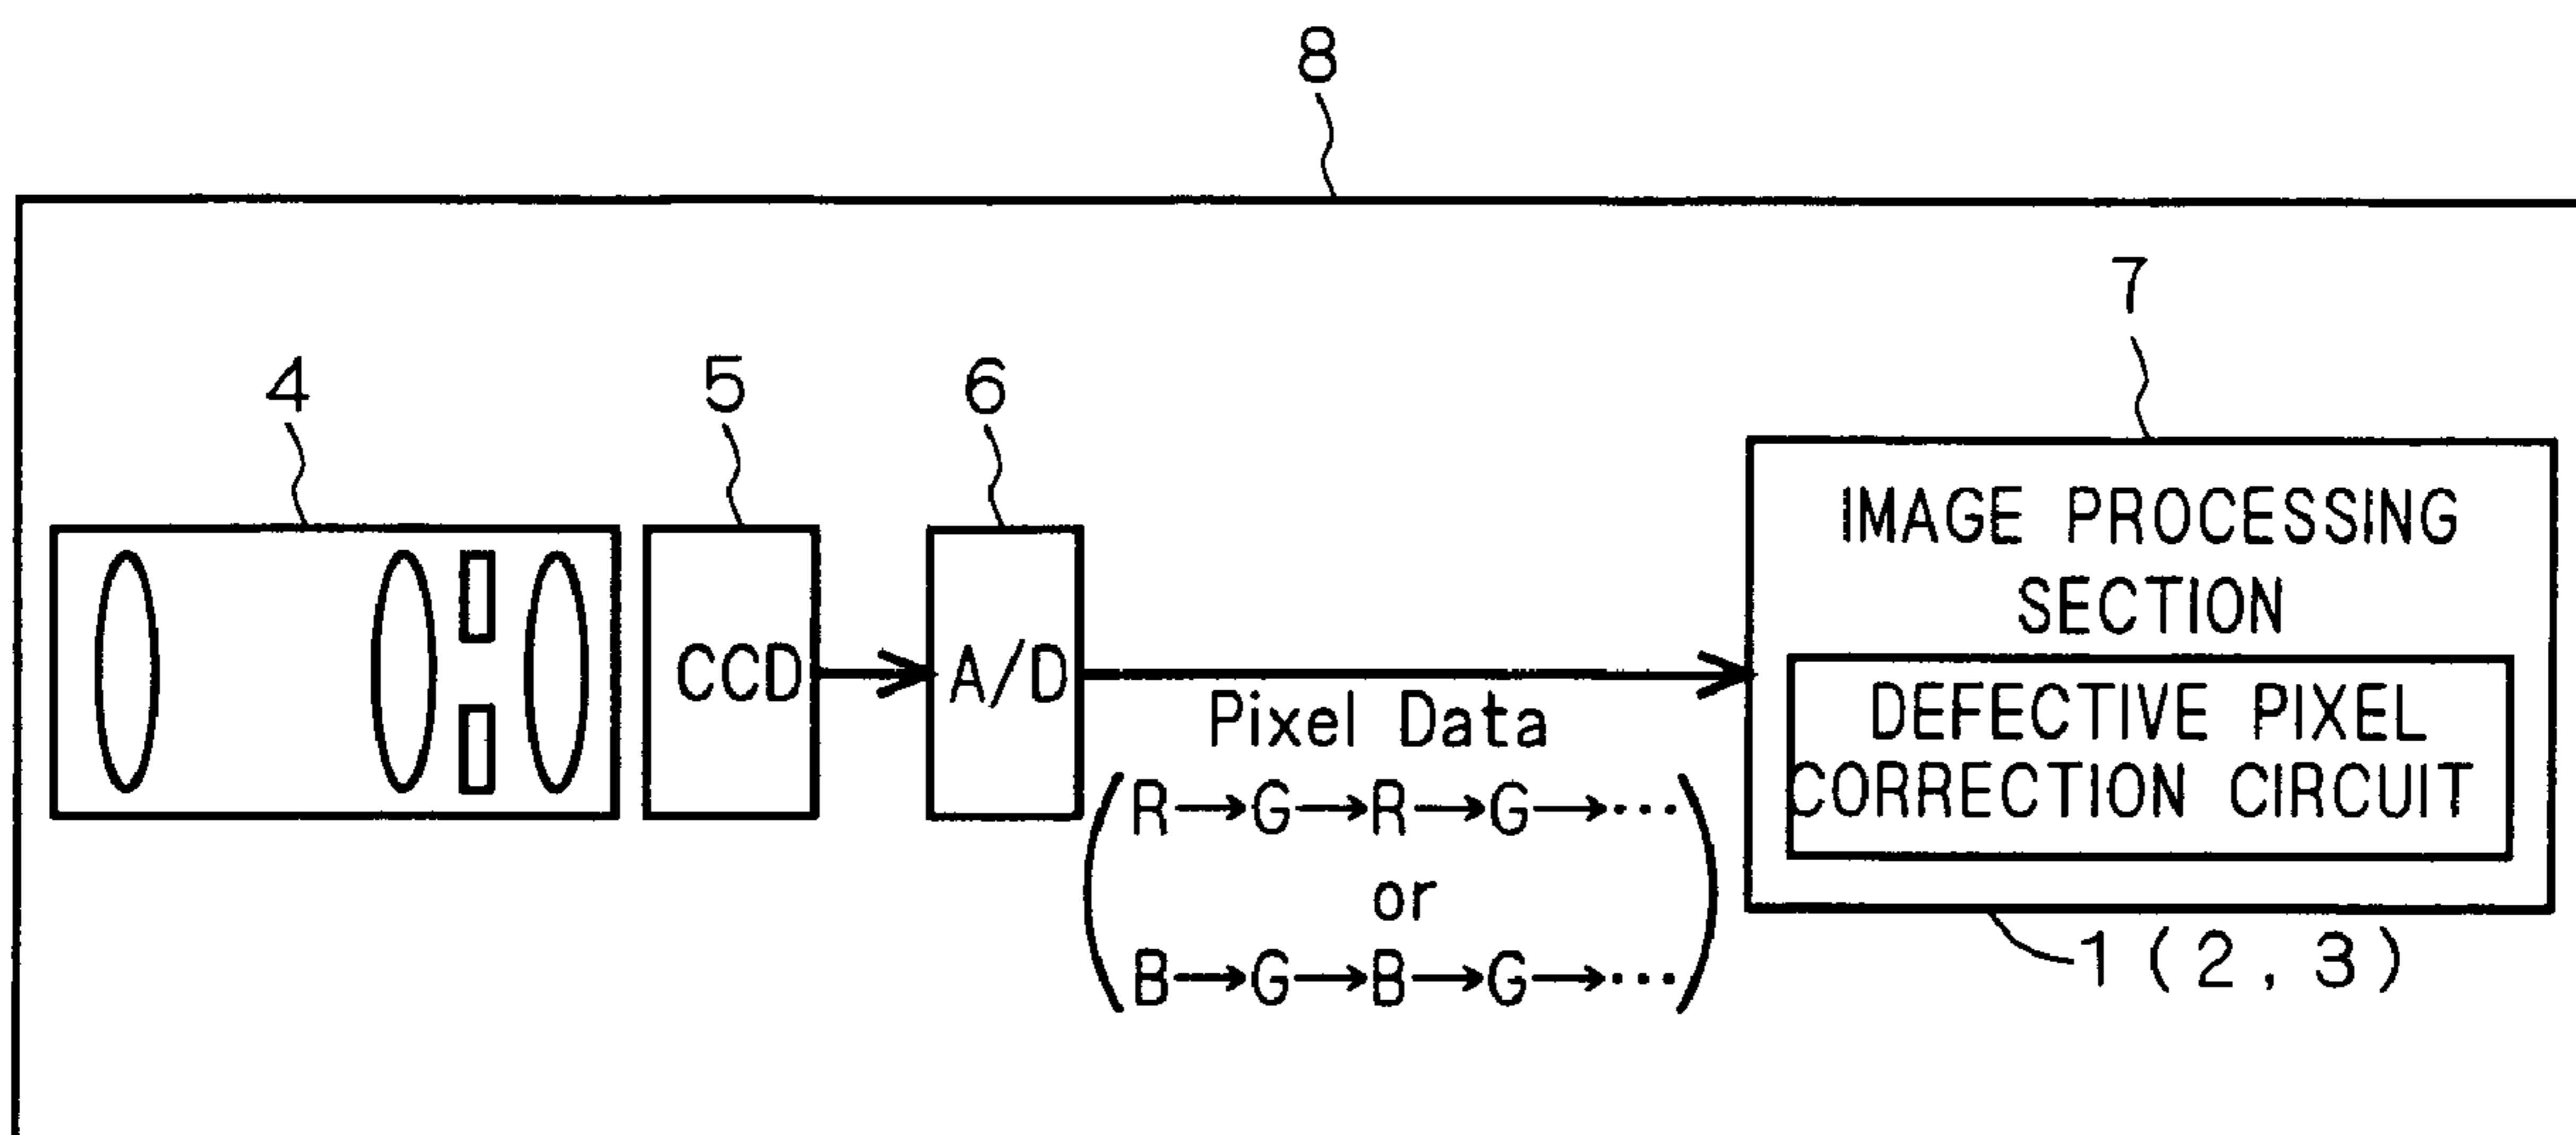 8
7
4
5
6
IMAGE PROCESSING
SECTION
CCD
A/D
Pixel Data
DEFECTIVE PIXEL
CORRECTION CIRCUIT
R→G→R→G→···
or
B→G→B→G→···
1(2,3)